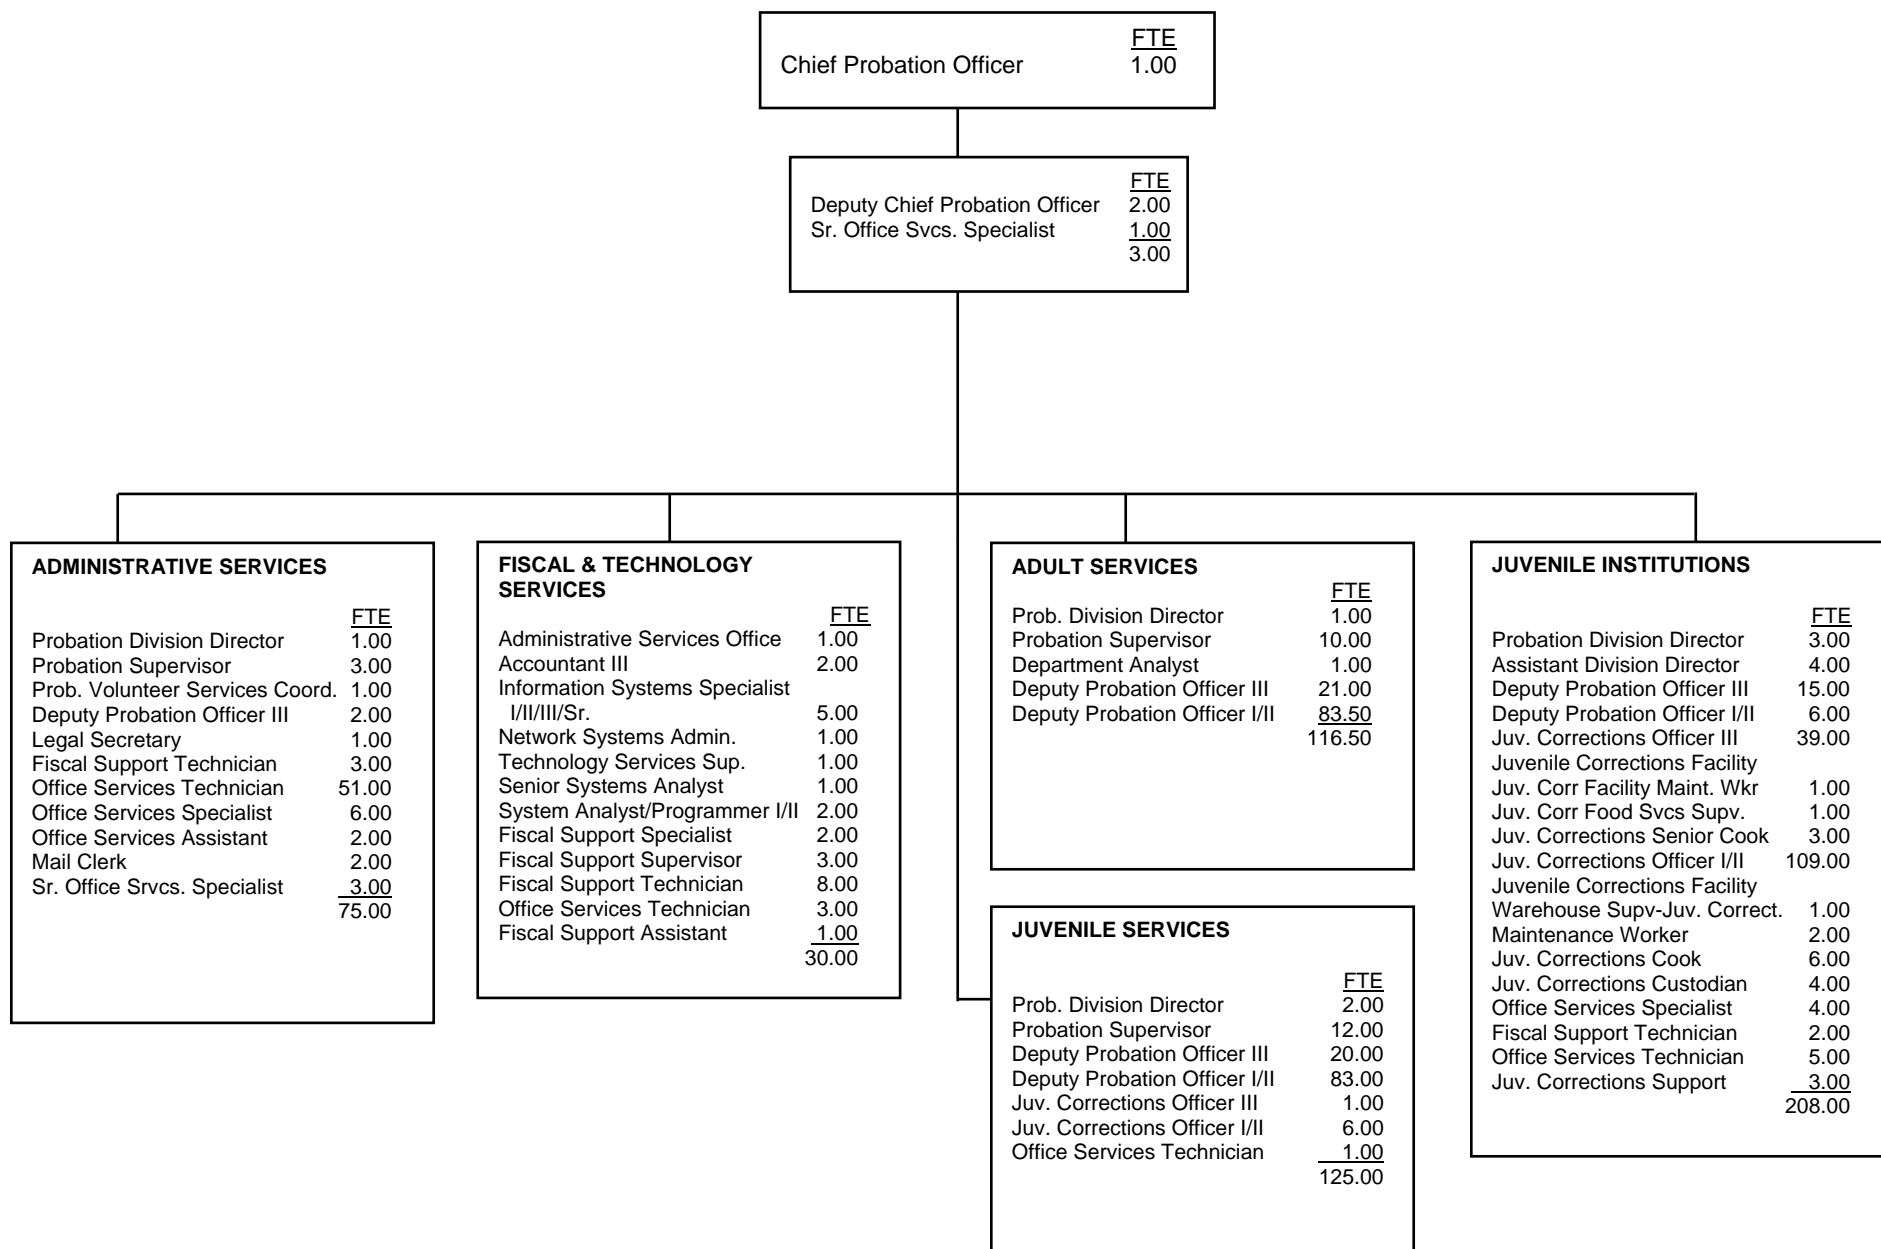 FTE
Chief Probation Officer 1.00
FTE
Deputy Chief Probation Officer 2.00
Sr. Office Svcs. Specialist 1.00
3.00
ADMINISTRATIVE SERVICES
FTE
Probation Division Director 1.00
Probation Supervisor 3.00
Prob. Volunteer Services Coord. 1.00
Deputy Probation Officer III 2.00
Legal Secretary 1.00
Fiscal Support Technician 3.00
Office Services Technician 51.00
Office Services Specialist 6.00
Office Services Assistant 2.00
Mail Clerk 2.00
Sr. Office Srvcs. Specialist 3.00
75.00
FISCAL & TECHNOLOGY
SERVICES
FTE
Administrative Services Office 1.00
Accountant III 2.00
Information Systems Specialist
I/II/III/Sr. 5.00
Network Systems Admin. 1.00
Technology Services Sup. 1.00
Senior Systems Analyst 1.00
System Analyst/Programmer I/II 2.00
Fiscal Support Specialist 2.00
Fiscal Support Supervisor 3.00
Fiscal Support Technician 8.00
Office Services Technician 3.00
Fiscal Support Assistant 1.00
30.00
ADULT SERVICES
FTE
Prob. Division Director 1.00
Probation Supervisor 10.00
Department Analyst 1.00
Deputy Probation Officer III 21.00
Deputy Probation Officer I/II 83.50
116.50
JUVENILE SERVICES
FTE
Prob. Division Director 2.00
Probation Supervisor 12.00
Deputy Probation Officer III 20.00
Deputy Probation Officer I/II 83.00
Juv. Corrections Officer III 1.00
Juv. Corrections Officer I/II 6.00
Office Services Technician 1.00
125.00
JUVENILE INSTITUTIONS
FTE
Probation Division Director 3.00
Assistant Division Director 4.00
Deputy Probation Officer III 15.00
Deputy Probation Officer I/II 6.00
Juv. Corrections Officer III 39.00
Juvenile Corrections Facility
Juv. Corr Facility Maint. Wkr 1.00
Juv. Corr Food Svcs Supv. 1.00
Juv. Corrections Senior Cook 3.00
Juv. Corrections Officer I/II 109.00
Juvenile Corrections Facility
Warehouse Supv-Juv. Correct. 1.00
Maintenance Worker 2.00
Juv. Corrections Cook 6.00
Juv. Corrections Custodian 4.00
Office Services Specialist 4.00
Fiscal Support Technician 2.00
Office Services Technician 5.00
Juv. Corrections Support 3.00
208.00